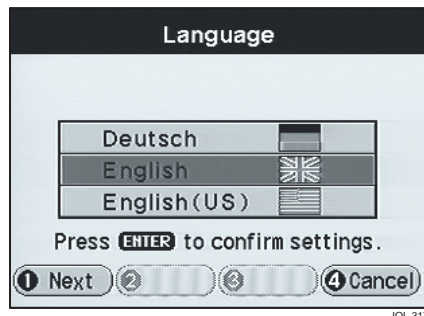 Language
Deutsch
English
English(US)
Press ENTER to confirm settings.
1 Next 2 3 4 Cancel